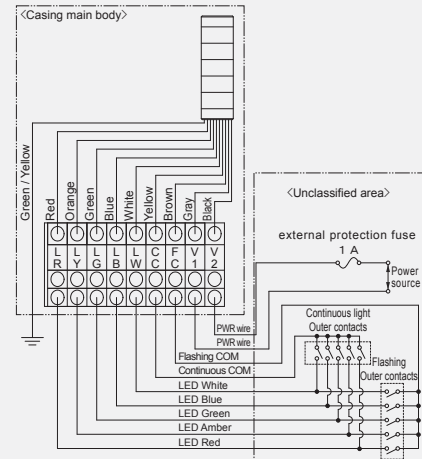 <Casing main body>
Green / Yellow
Red
Orange
Green
Blue
White
Yellow
Brown
Gray
Black
L R
L Y
L G
L B
L W
C C
F C
V 1
V 2
<Unclassified area>
external protection fuse
1 A
Power
source
PWR wire
PWR wire
Flashing COM
Continuous COM
LED White
LED Blue
LED Green
LED Amber
LED Red
Continuous light
Outer contacts
Flashing
Outer contacts